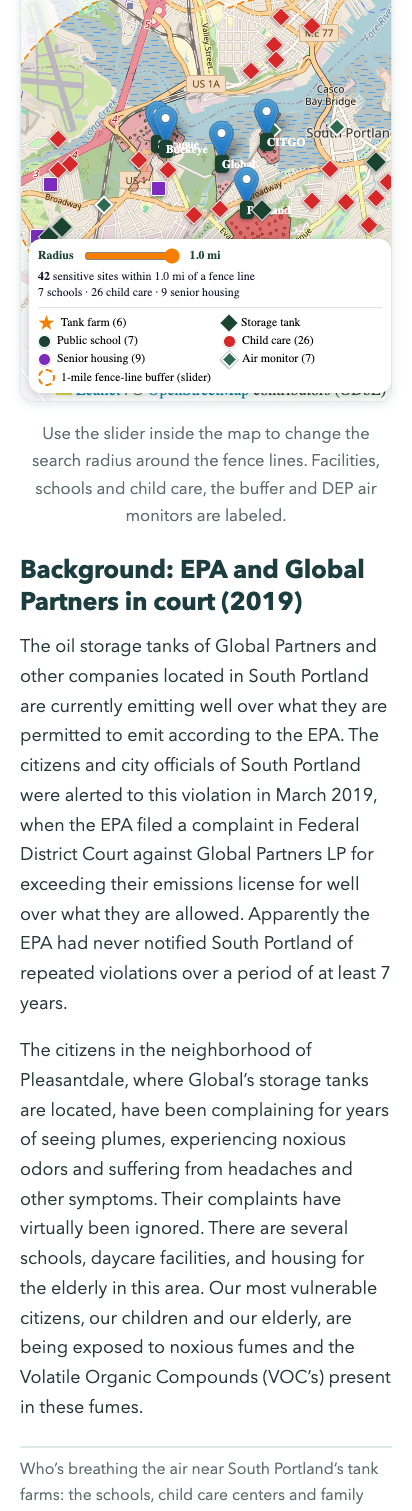 ME 77
Fore River
Valley Street
US 1A
Casco
Bay Bridge
Long Creek
South Portlan
Buckeye
CITGO
Global
US 1
Broadway
Broadway
Radius 1.0 mi
42 sensitive sites within 1.0 mi of a fence line
7 schools · 26 child care · 9 senior housing
Tank farm (6) Storage tank
Public school (7) Child care (26)
Senior housing (9) Air monitor (7)
1-mile fence-line buffer (slider)
Leaflet | © OpenStreetMap contributors (ODbL)
Use the slider inside the map to change the
search radius around the fence lines. Facilities,
schools and child care, the buffer and DEP air
monitors are labeled.
Background: EPA and Global
Partners in court (2019)
The oil storage tanks of Global Partners and
other companies located in South Portland
are currently emitting well over what they are
permitted to emit according to the EPA. The
citizens and city officials of South Portland
were alerted to this violation in March 2019,
when the EPA filed a complaint in Federal
District Court against Global Partners LP for
exceeding their emissions license for well
over what they are allowed. Apparently the
EPA had never notified South Portland of
repeated violations over a period of at least 7
years.
The citizens in the neighborhood of
Pleasantdale, where Global’s storage tanks
are located, have been complaining for years
of seeing plumes, experiencing noxious
odors and suffering from headaches and
other symptoms. Their complaints have
virtually been ignored. There are several
schools, daycare facilities, and housing for
the elderly in this area. Our most vulnerable
citizens, our children and our elderly, are
being exposed to noxious fumes and the
Volatile Organic Compounds (VOC’s) present
in these fumes.
Who’s breathing the air near South Portland’s tank
farms: the schools, child care centers and family